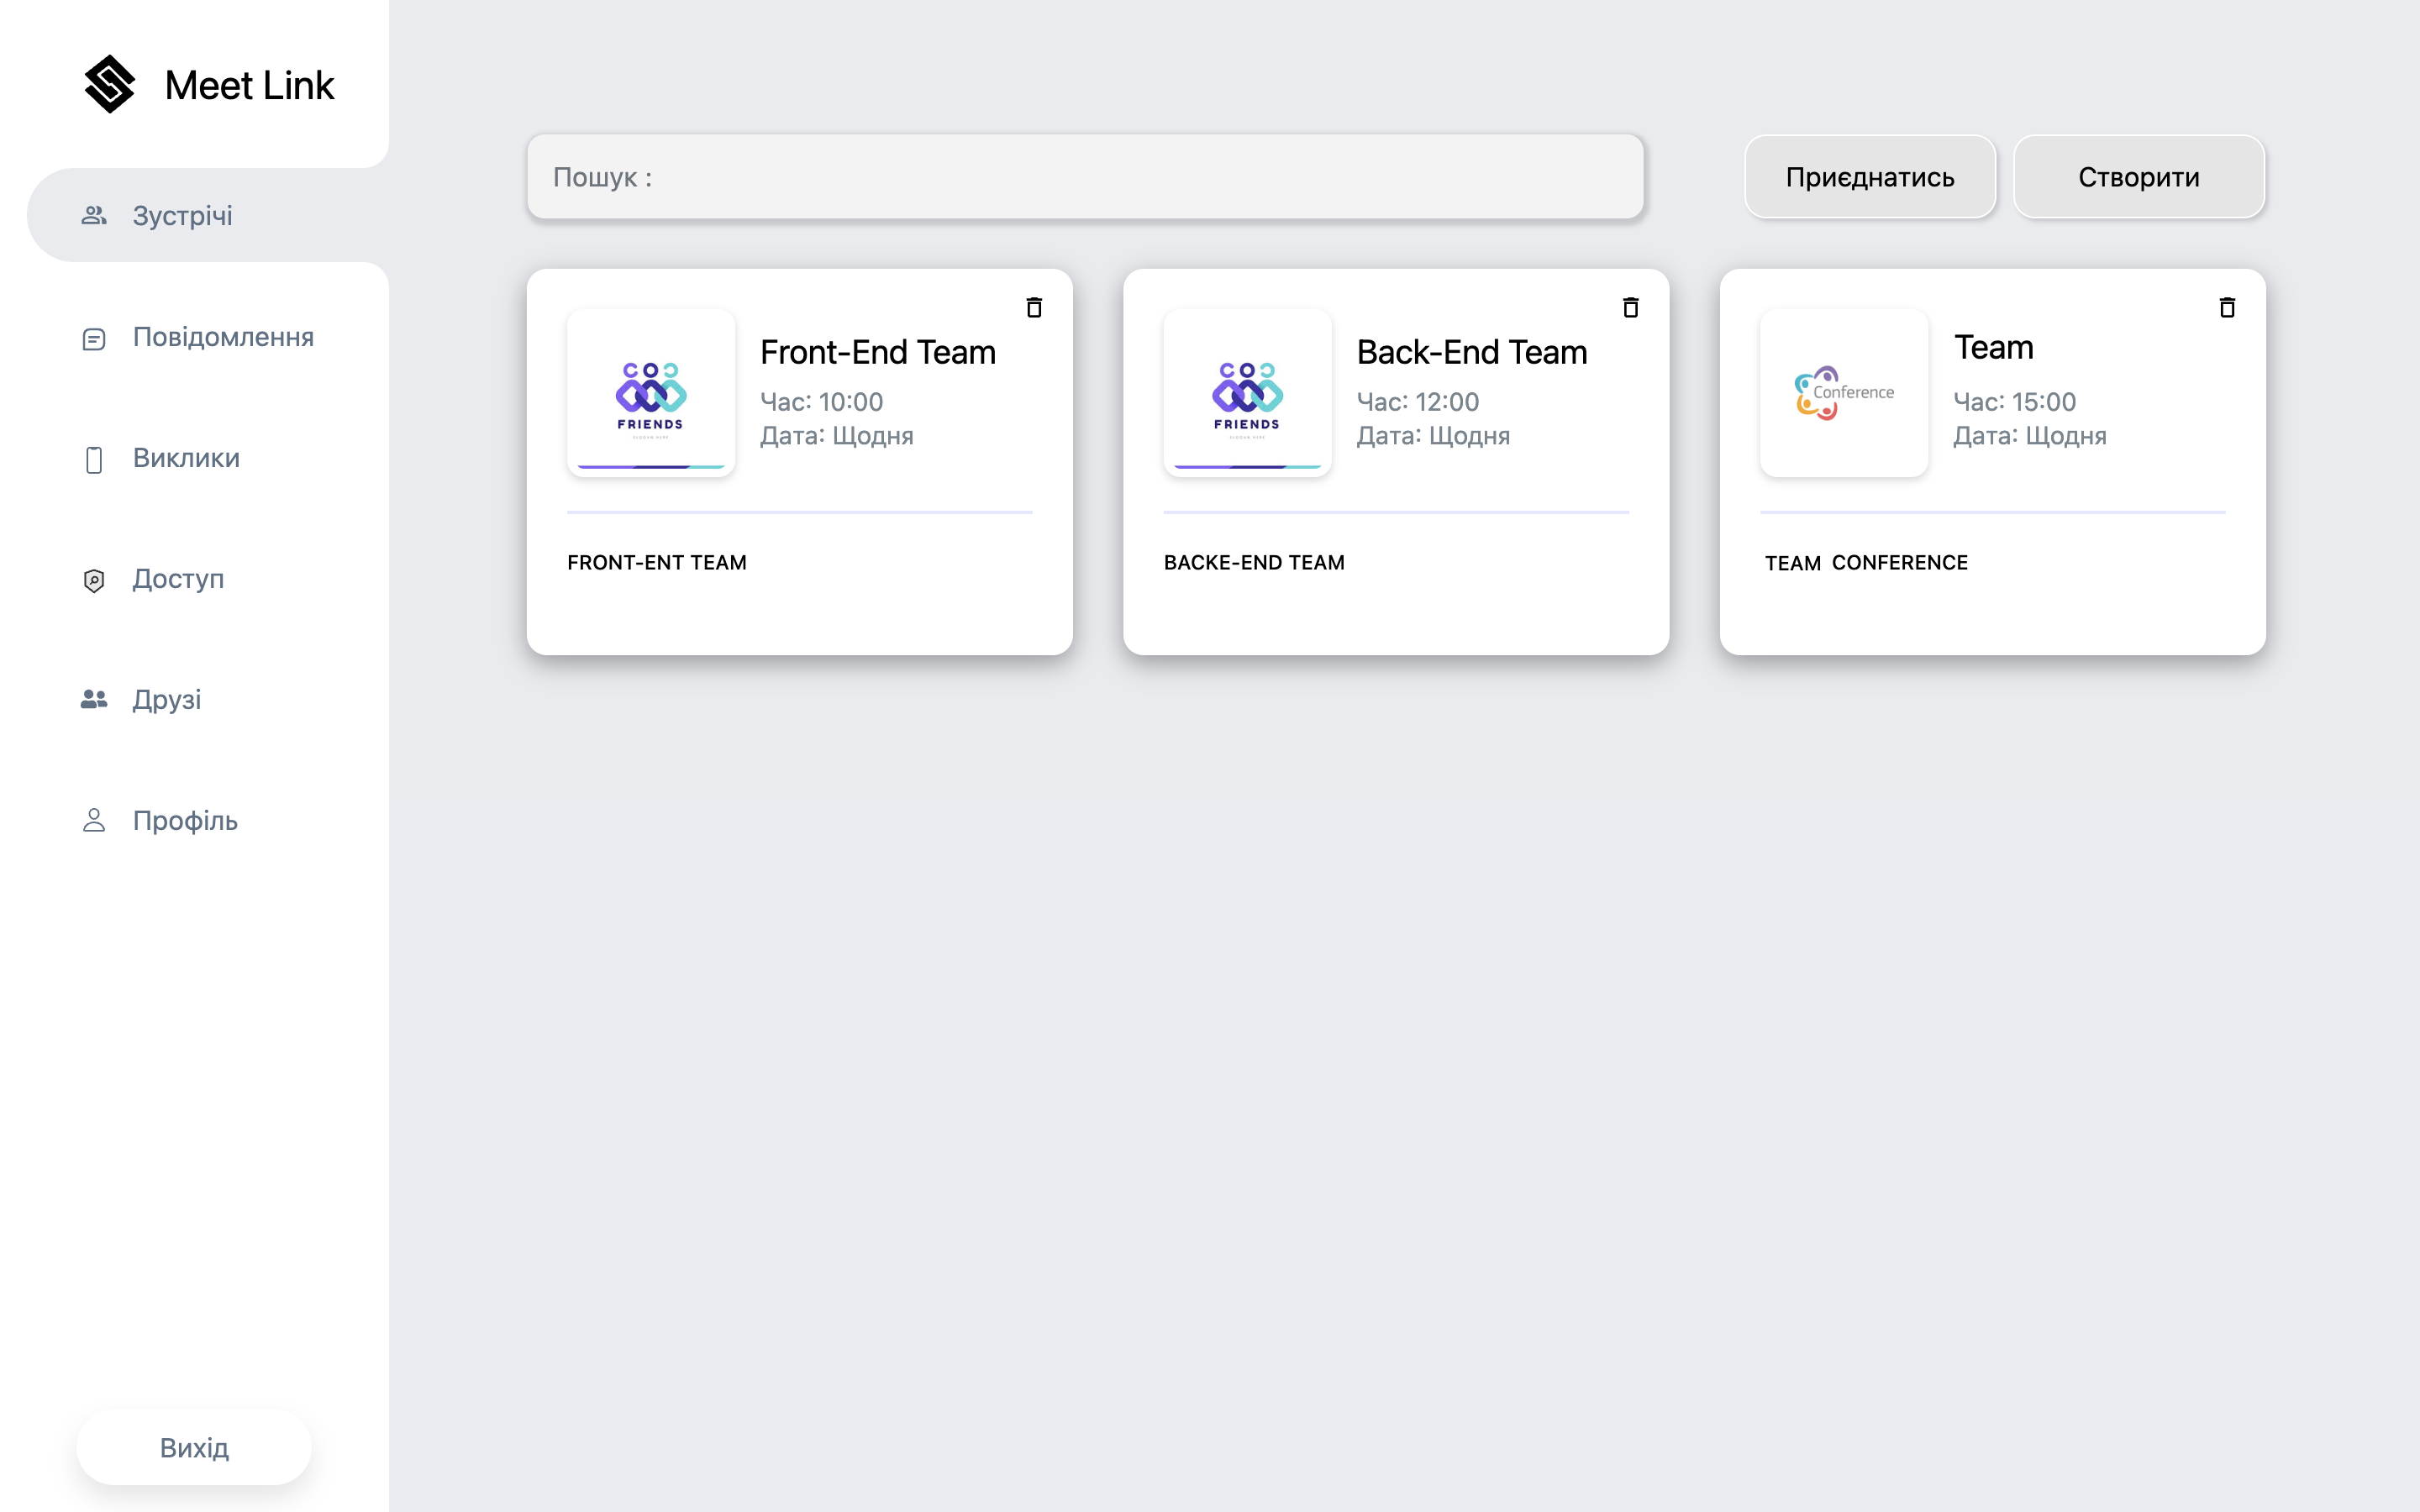 Meet Link
Зустрічі
Повідомлення
Виклики
Доступ
Друзі
Профіль
Вихід
Пошук :
Приєднатись
Створити
FRIENDS
Front-End Team
Час: 10:00
Дата: Щодня
FRONT-ENT TEAM
FRIENDS
Back-End Team
Час: 12:00
Дата: Щодня
BACKE-END TEAM
Conference
Team
Час: 15:00
Дата: Щодня
TEAM CONFERENCE